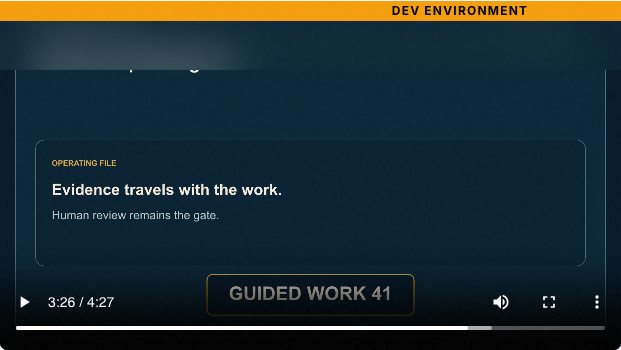 DEV ENVIRONMENT
OPERATING FILE
Evidence travels with the work.
Human review remains the gate.
GUIDED WORK 41
3:26 / 4:27